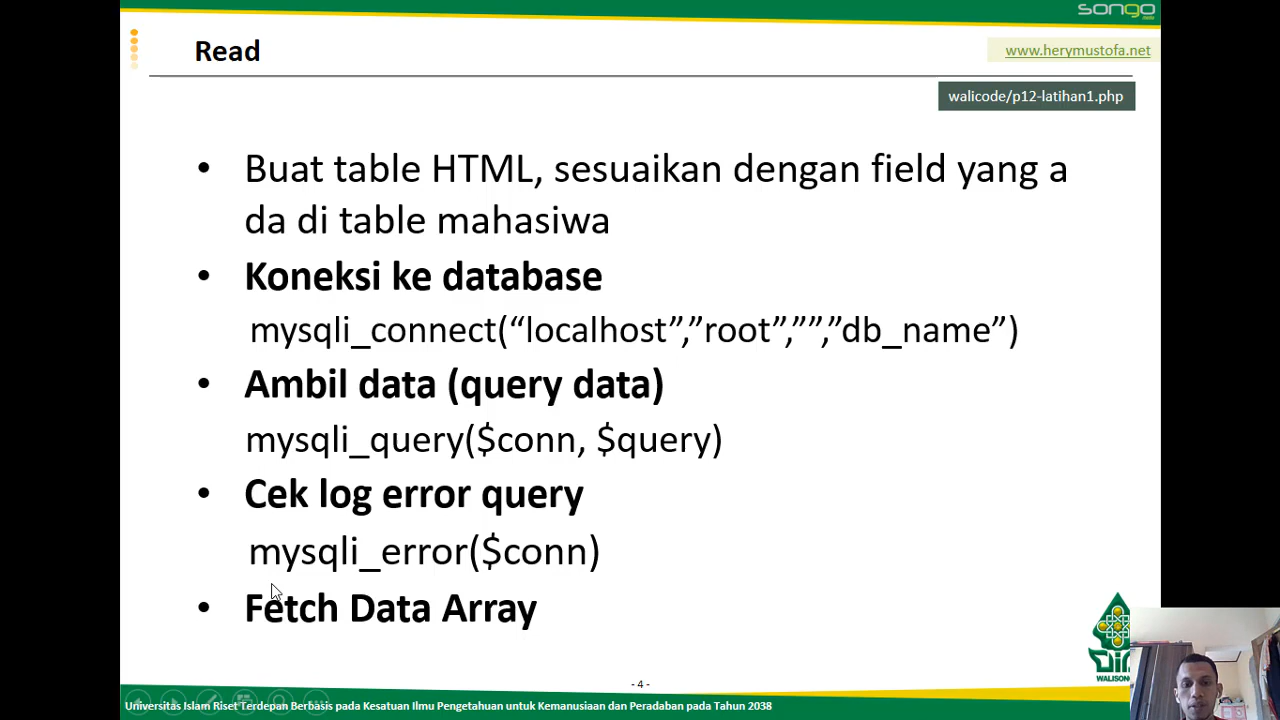 songo
Read
www.herymustofa.net
walicode/p12-latihan1.php
• Buat table HTML, sesuaikan dengan field yang a
da di table mahasiwa
• Koneksi ke database
mysqli_connect(“localhost”,”root”,””,”db_name”)
• Ambil data (query data)
mysqli_query($conn, $query)
• Cek log error query
mysqli_error($conn)
• Fetch Data Array
WALISONGO
- 4 -
Universitas Islam Riset Terdepan Berbasis pada Kesatuan Ilmu Pengetahuan untuk Kemanusiaan dan Peradaban pada Tahun 2038